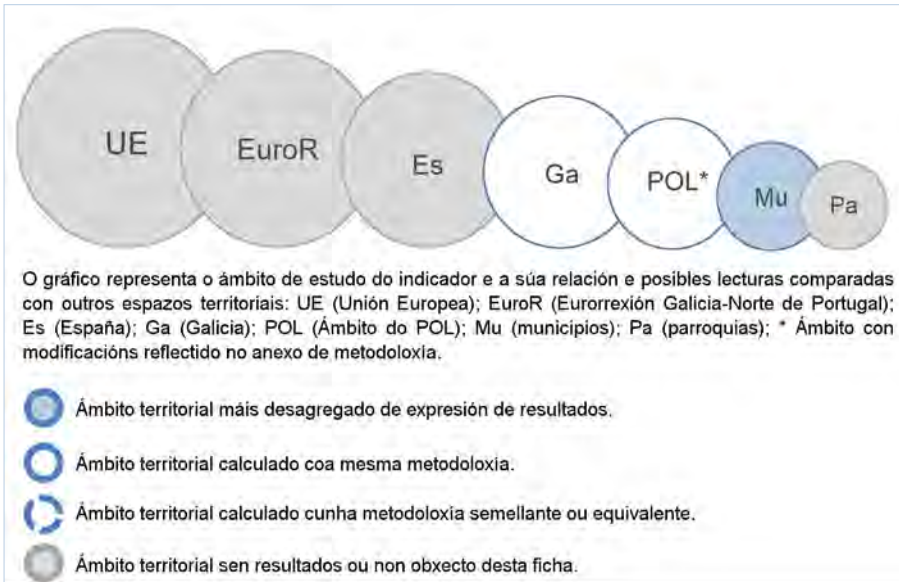 UE
EuroR
Es
Ga
POL*
Mu
Pa
O gráfico representa o ámbito de estudo do indicador e a súa relación e posibles lecturas comparadas
con outros espazos territoriais: UE (Unión Europea); EuroR (Eurorrexión Galicia-Norte de Portugal);
Es (España); Ga (Galicia); POL (Ámbito do POL); Mu (municipios); Pa (parroquias); * Ámbito con
modificacións reflectido no anexo de metodoloxia.
Ámbito territorial máis desagregado de expresión de resultados.
Ámbito territorial calculado coa mesma metodoloxia.
Ámbito territorial calculado cunha metodoloxia semellante ou equivalente.
Ámbito territorial sen resultados ou non obxecto desta ficha.